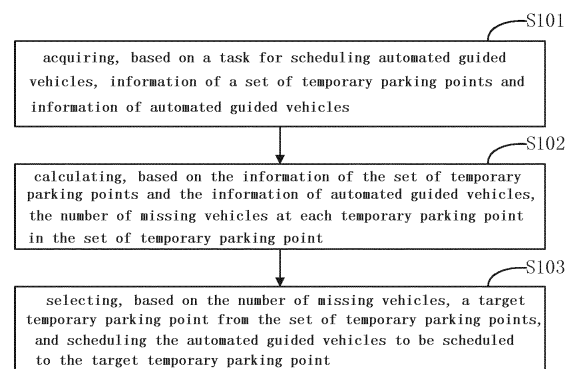 S101
acquiring, based on a task for scheduling automated guided
vehicles, information of a set of temporary parking points and
information of automated guided vehicles
S102
calculating, based on the information of the set of temporary
parking points and the information of automated guided vehicles,
the number of missing vehicles at each temporary parking point
in the set of temporary parking point
S103
selecting, based on the number of missing vehicles, a target
temporary parking point from the set of temporary parking points,
and scheduling the automated guided vehicles to be scheduled
to the target temporary parking point